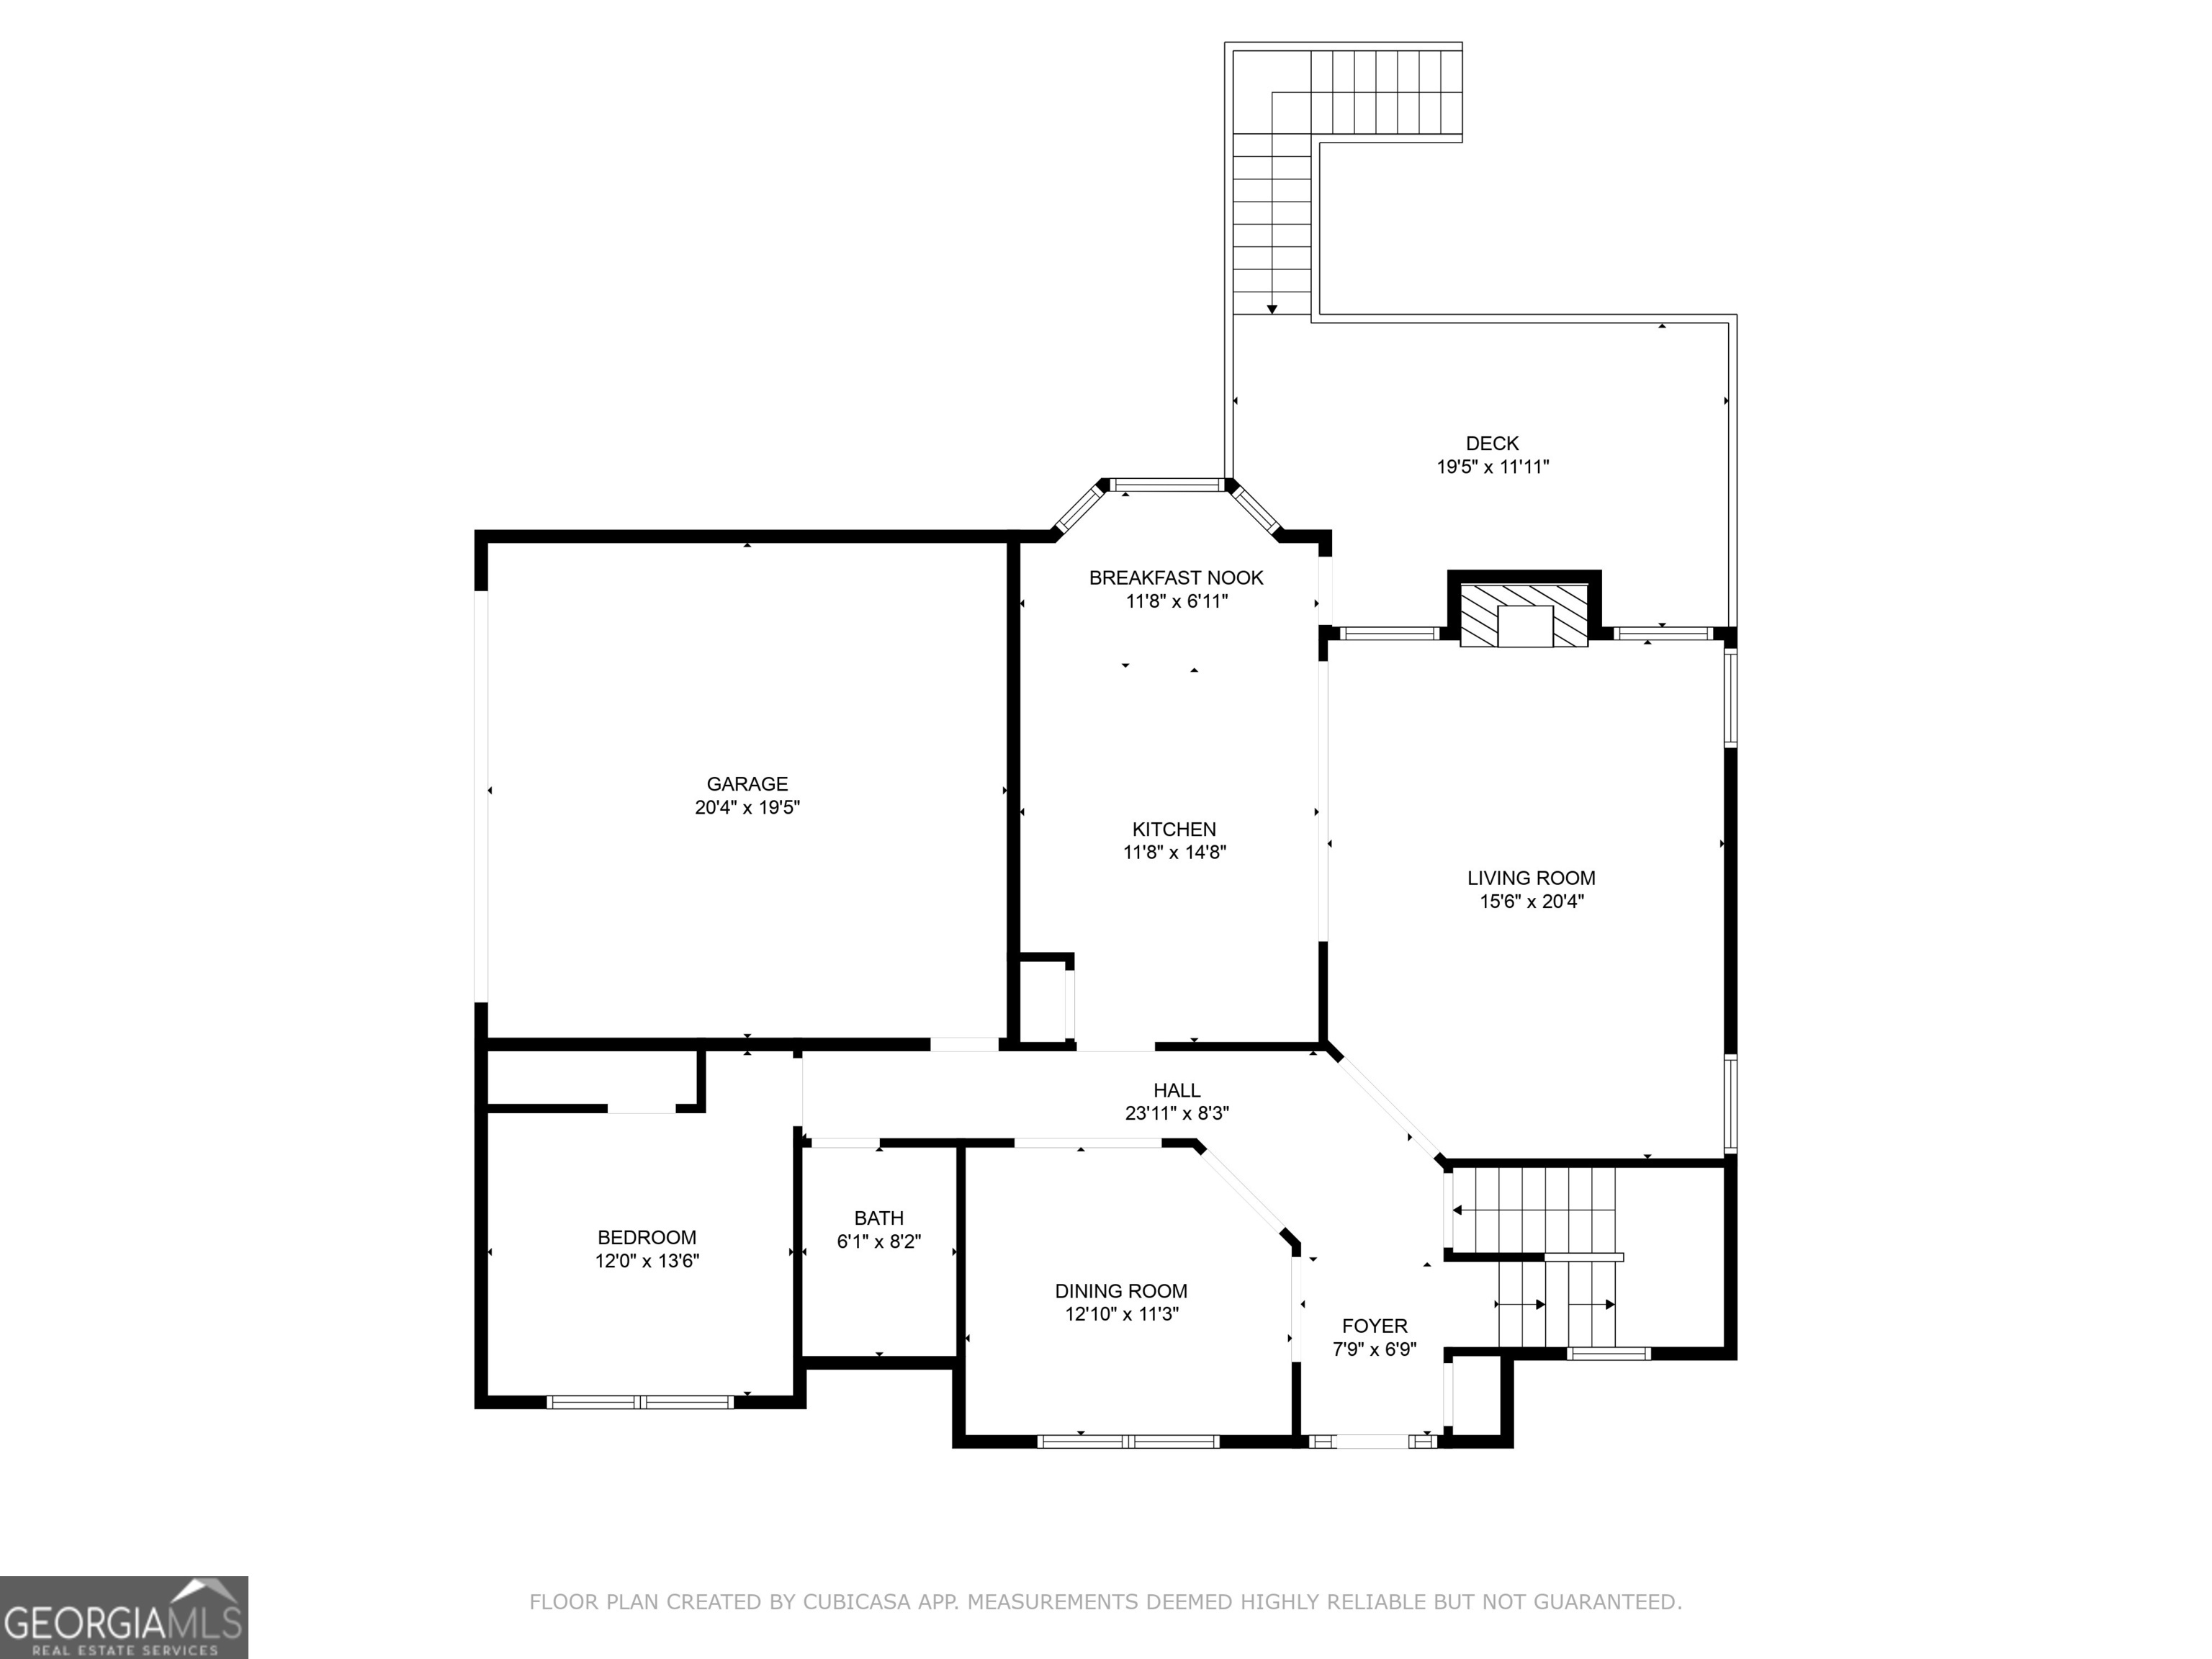 DECK
19'5" x 11'11"
BREAKFAST NOOK
11'8" x 6'11"
GARAGE
20'4" x 19'5"
KITCHEN
11'8" x 14'8"
LIVING ROOM
15'6" x 20'4"
HALL
23'11" x 8'3"
BEDROOM
12'0" x 13'6"
BATH
6'1" x 8'2"
DINING ROOM
12'10" x 11'3"
FOYER
7'9" x 6'9"
FLOOR PLAN CREATED BY CUBICASA APP. MEASUREMENTS DEEMED HIGHLY RELIABLE BUT NOT GUARANTEED.
GEORGIAMLS
REAL ESTATE SERVICES